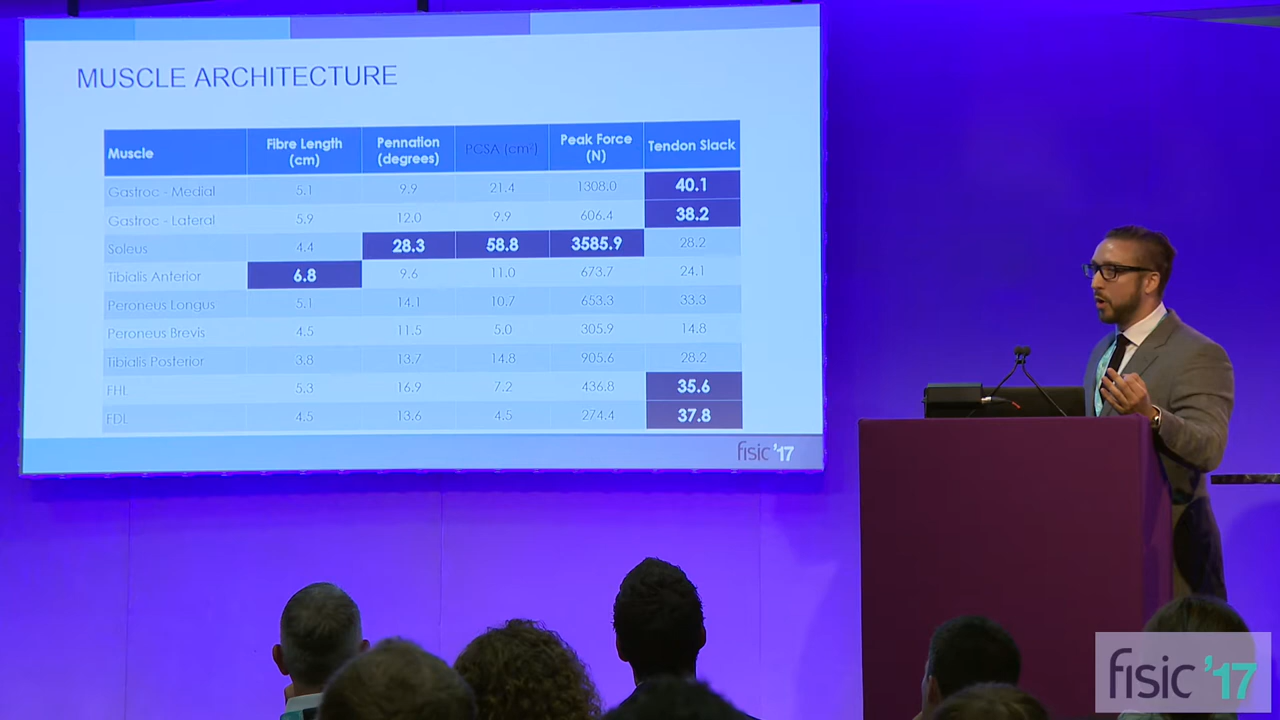 MUSCLE ARCHITECTURE
Muscle Fibre Length (cm) Pennation (degrees) PCSA (cm²) Peak Force (N) Tendon Slack
Gastroc - Medial 5.1 9.9 21.4 1308.0 40.1
Gastroc - Lateral 5.9 12.0 9.9 606.4 38.2
Soleus 4.4 28.3 58.8 3585.9 28.2
Tibialis Anterior 6.8 9.6 11.0 673.7 24.1
Peroneus Longus 5.1 14.1 10.7 653.3 33.3
Peroneus Brevis 4.5 11.5 5.0 305.9 14.8
Tibialis Posterior 3.8 13.7 14.8 905.6 28.2
FHL 5.3 16.9 7.2 436.8 35.6
FDL 4.5 13.6 4.5 274.4 37.8
fisic '17
fisic '17